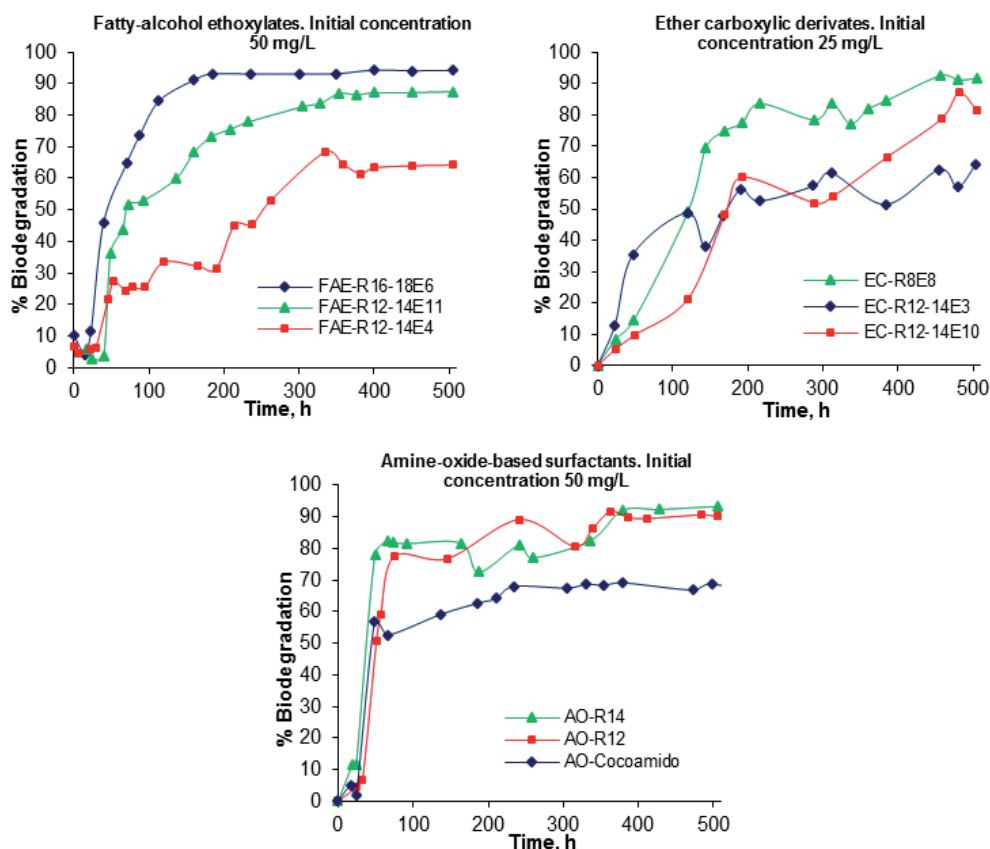 Fatty-alcohol ethoxylates. Initial concentration
50 mg/L
100
90
80
70
60
50
40
30
20
10
0
% Biodegradation
FAE-R16-18E6
FAE-R12-14E11
FAE-R12-14E4
0 100 200 300 400 500
Time, h
Ether carboxylic derivates. Initial
concentration 25 mg/L
100
90
80
70
60
50
40
30
20
10
0
% Biodegradation
EC-R8E8
EC-R12-14E3
EC-R12-14E10
0 100 200 300 400 500
Time, h
Amine-oxide-based surfactants. Initial
concentration 50 mg/L
100
90
80
70
60
50
40
30
20
10
0
% Biodegradation
AO-R14
AO-R12
AO-Cocoamido
0 100 200 300 400 500
Time, h